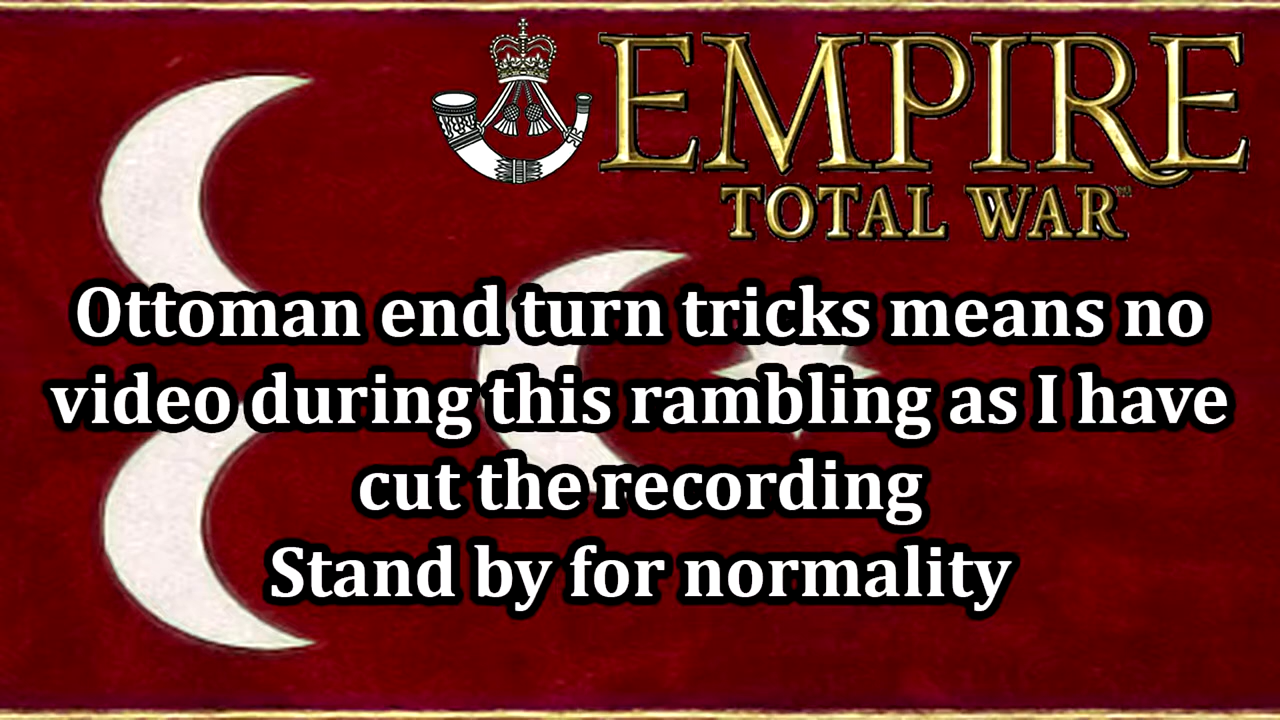 EMPIRE
TOTAL WAR™
Ottoman end turn tricks means no
video during this rambling as I have
cut the recording
Stand by for normality